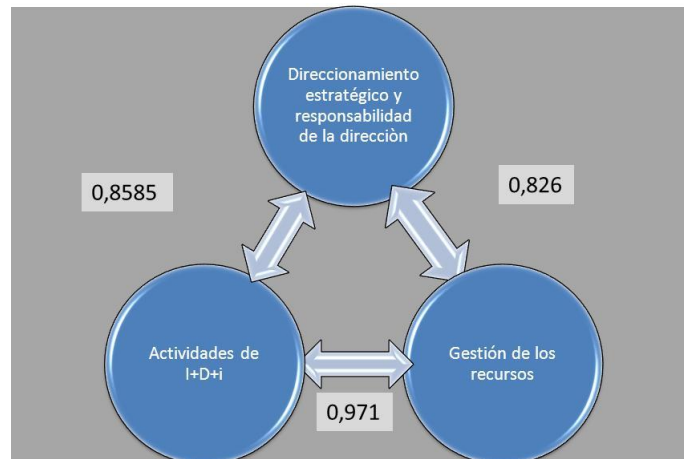 Direccionamiento
estratégico y
responsabilidad
de la direcciòn
0,8585
0,826
Actividades de
I+D+i
Gestión de los
recursos
0,971